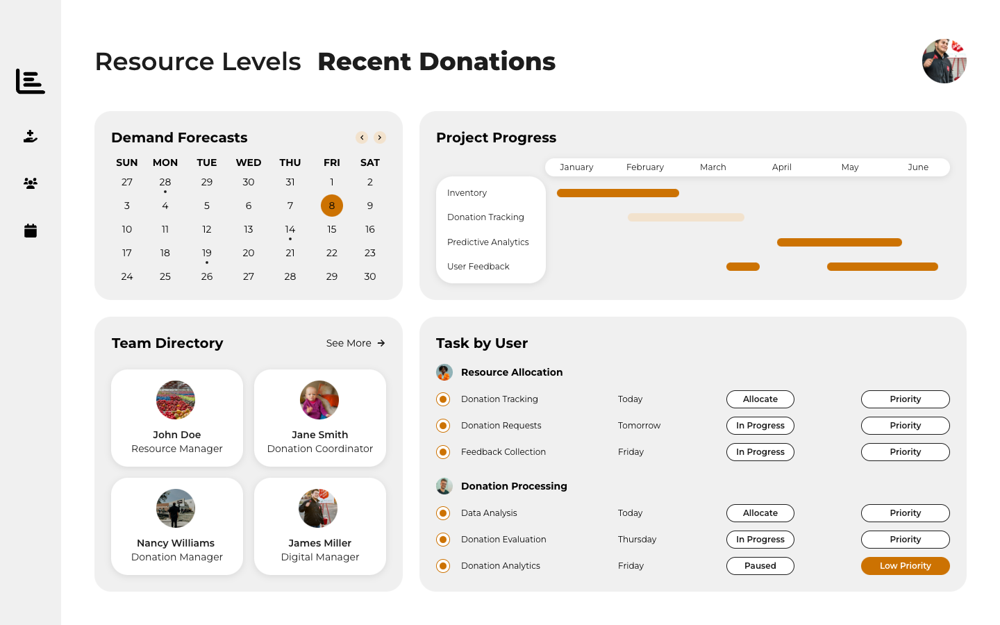 Resource Levels Recent Donations
Demand Forecasts
SUN MON TUE WED THU FRI SAT
27 28 29 30 31 1 2
3 4 5 6 7 8 9
10 11 12 13 14 15 16
17 18 19 20 21 22 23
24 25 26 27 28 29 30
Project Progress
January February March April May June
Inventory
Donation Tracking
Predictive Analytics
User Feedback
Team Directory
See More
John Doe
Resource Manager
Jane Smith
Donation Coordinator
Nancy Williams
Donation Manager
James Miller
Digital Manager
Task by User
Resource Allocation
Donation Tracking Today Allocate Priority
Donation Requests Tomorrow In Progress Priority
Feedback Collection Friday In Progress Priority
Donation Processing
Data Analysis Today Allocate Priority
Donation Evaluation Thursday In Progress Priority
Donation Analytics Friday Paused Low Priority